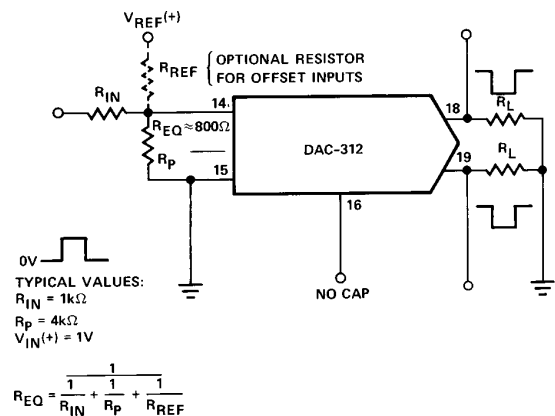 VREF(+)
RREF { OPTIONAL RESISTOR
FOR OFFSET INPUTS
RIN
14
REQ ≈ 800Ω
RP
15
DAC-312
18
RL
19
RL
16
0V
NO CAP
TYPICAL VALUES:
RIN = 1kΩ
RP = 4kΩ
VIN(+) = 1V
REQ = 1 / (1/RIN + 1/RP + 1/RREF)